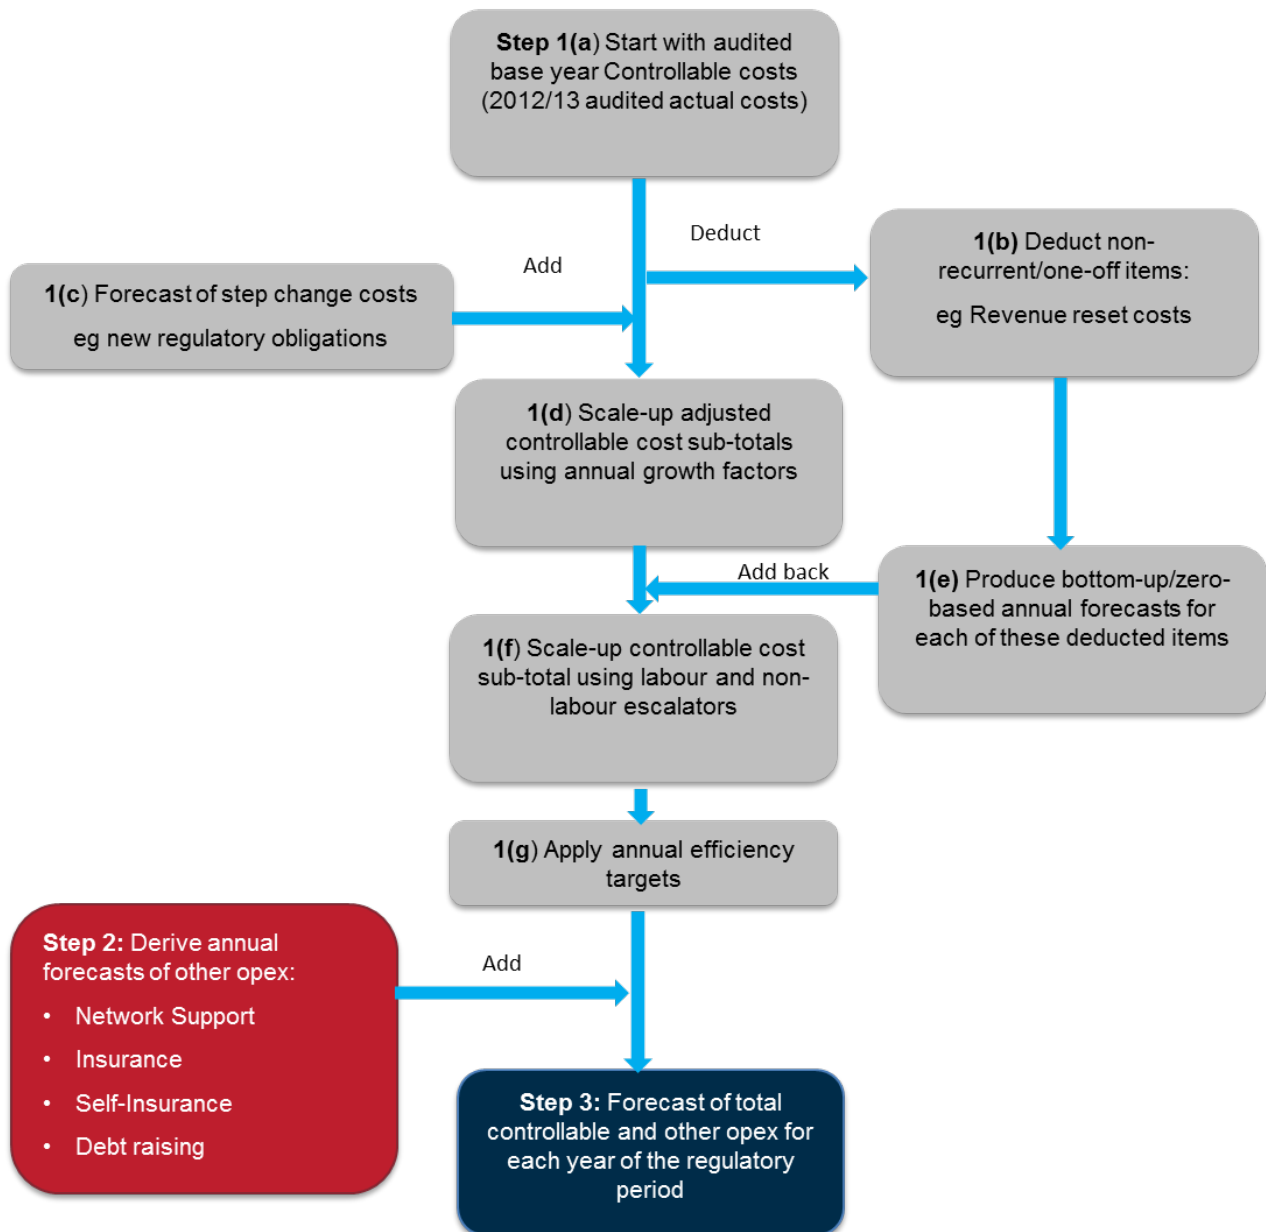 Step 1(a) Start with audited
base year Controllable costs
(2012/13 audited actual costs)
Deduct
1(b) Deduct non-
recurrent/one-off items:
eg Revenue reset costs
Add
1(c) Forecast of step change costs
eg new regulatory obligations
1(d) Scale-up adjusted
controllable cost sub-totals
using annual growth factors
Add back
1(e) Produce bottom-up/zero-
based annual forecasts for
each of these deducted items
1(f) Scale-up controllable cost
sub-total using labour and non-
labour escalators
1(g) Apply annual efficiency
targets
Step 2: Derive annual
forecasts of other opex:
• Network Support
• Insurance
• Self-Insurance
• Debt raising
Add
Step 3: Forecast of total
controllable and other opex for
each year of the regulatory
period